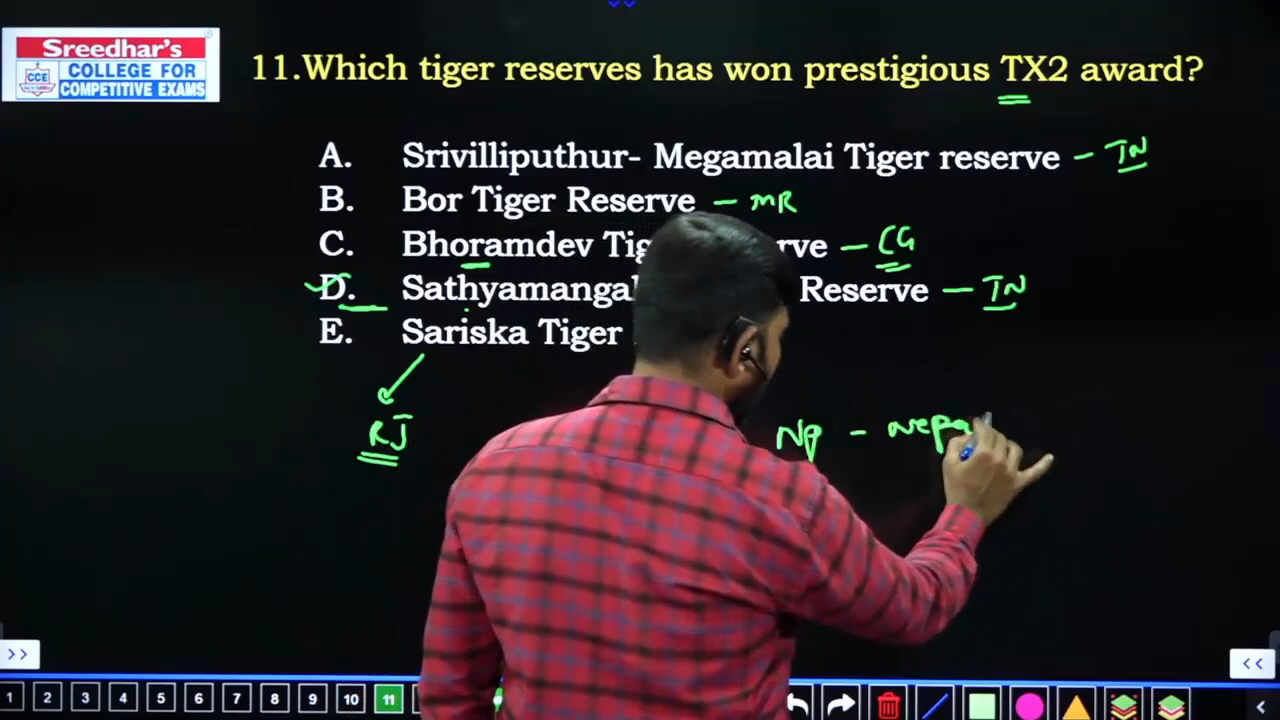 Sreedhar's
CCE
COLLEGE FOR
COMPETITIVE EXAMS
11.Which tiger reserves has won prestigious TX2 award?
A. Srivilliputhur- Megamalai Tiger reserve - TN
B. Bor Tiger Reserve - MR
C. Bhoramdev Tig rve - CG
D. Sathyamangal Reserve - TN
E. Sariska Tiger
RJ
NP - Nepa
>> <<
1 2 3 4 5 6 7 8 9 10 11 <